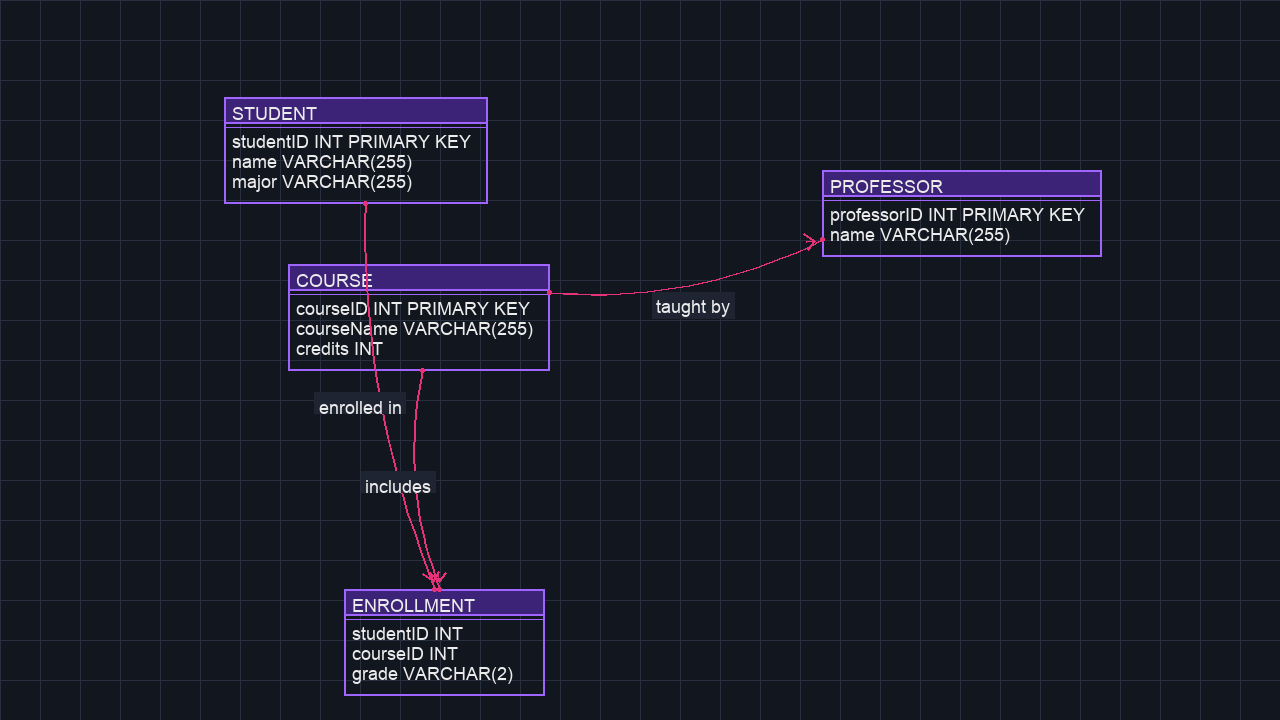 STUDENT
studentID INT PRIMARY KEY
name VARCHAR(255)
major VARCHAR(255)
PROFESSOR
professorID INT PRIMARY KEY
name VARCHAR(255)
COURSE
courseID INT PRIMARY KEY
courseName VARCHAR(255)
credits INT
taught by
enrolled in
includes
ENROLLMENT
studentID INT
courseID INT
grade VARCHAR(2)